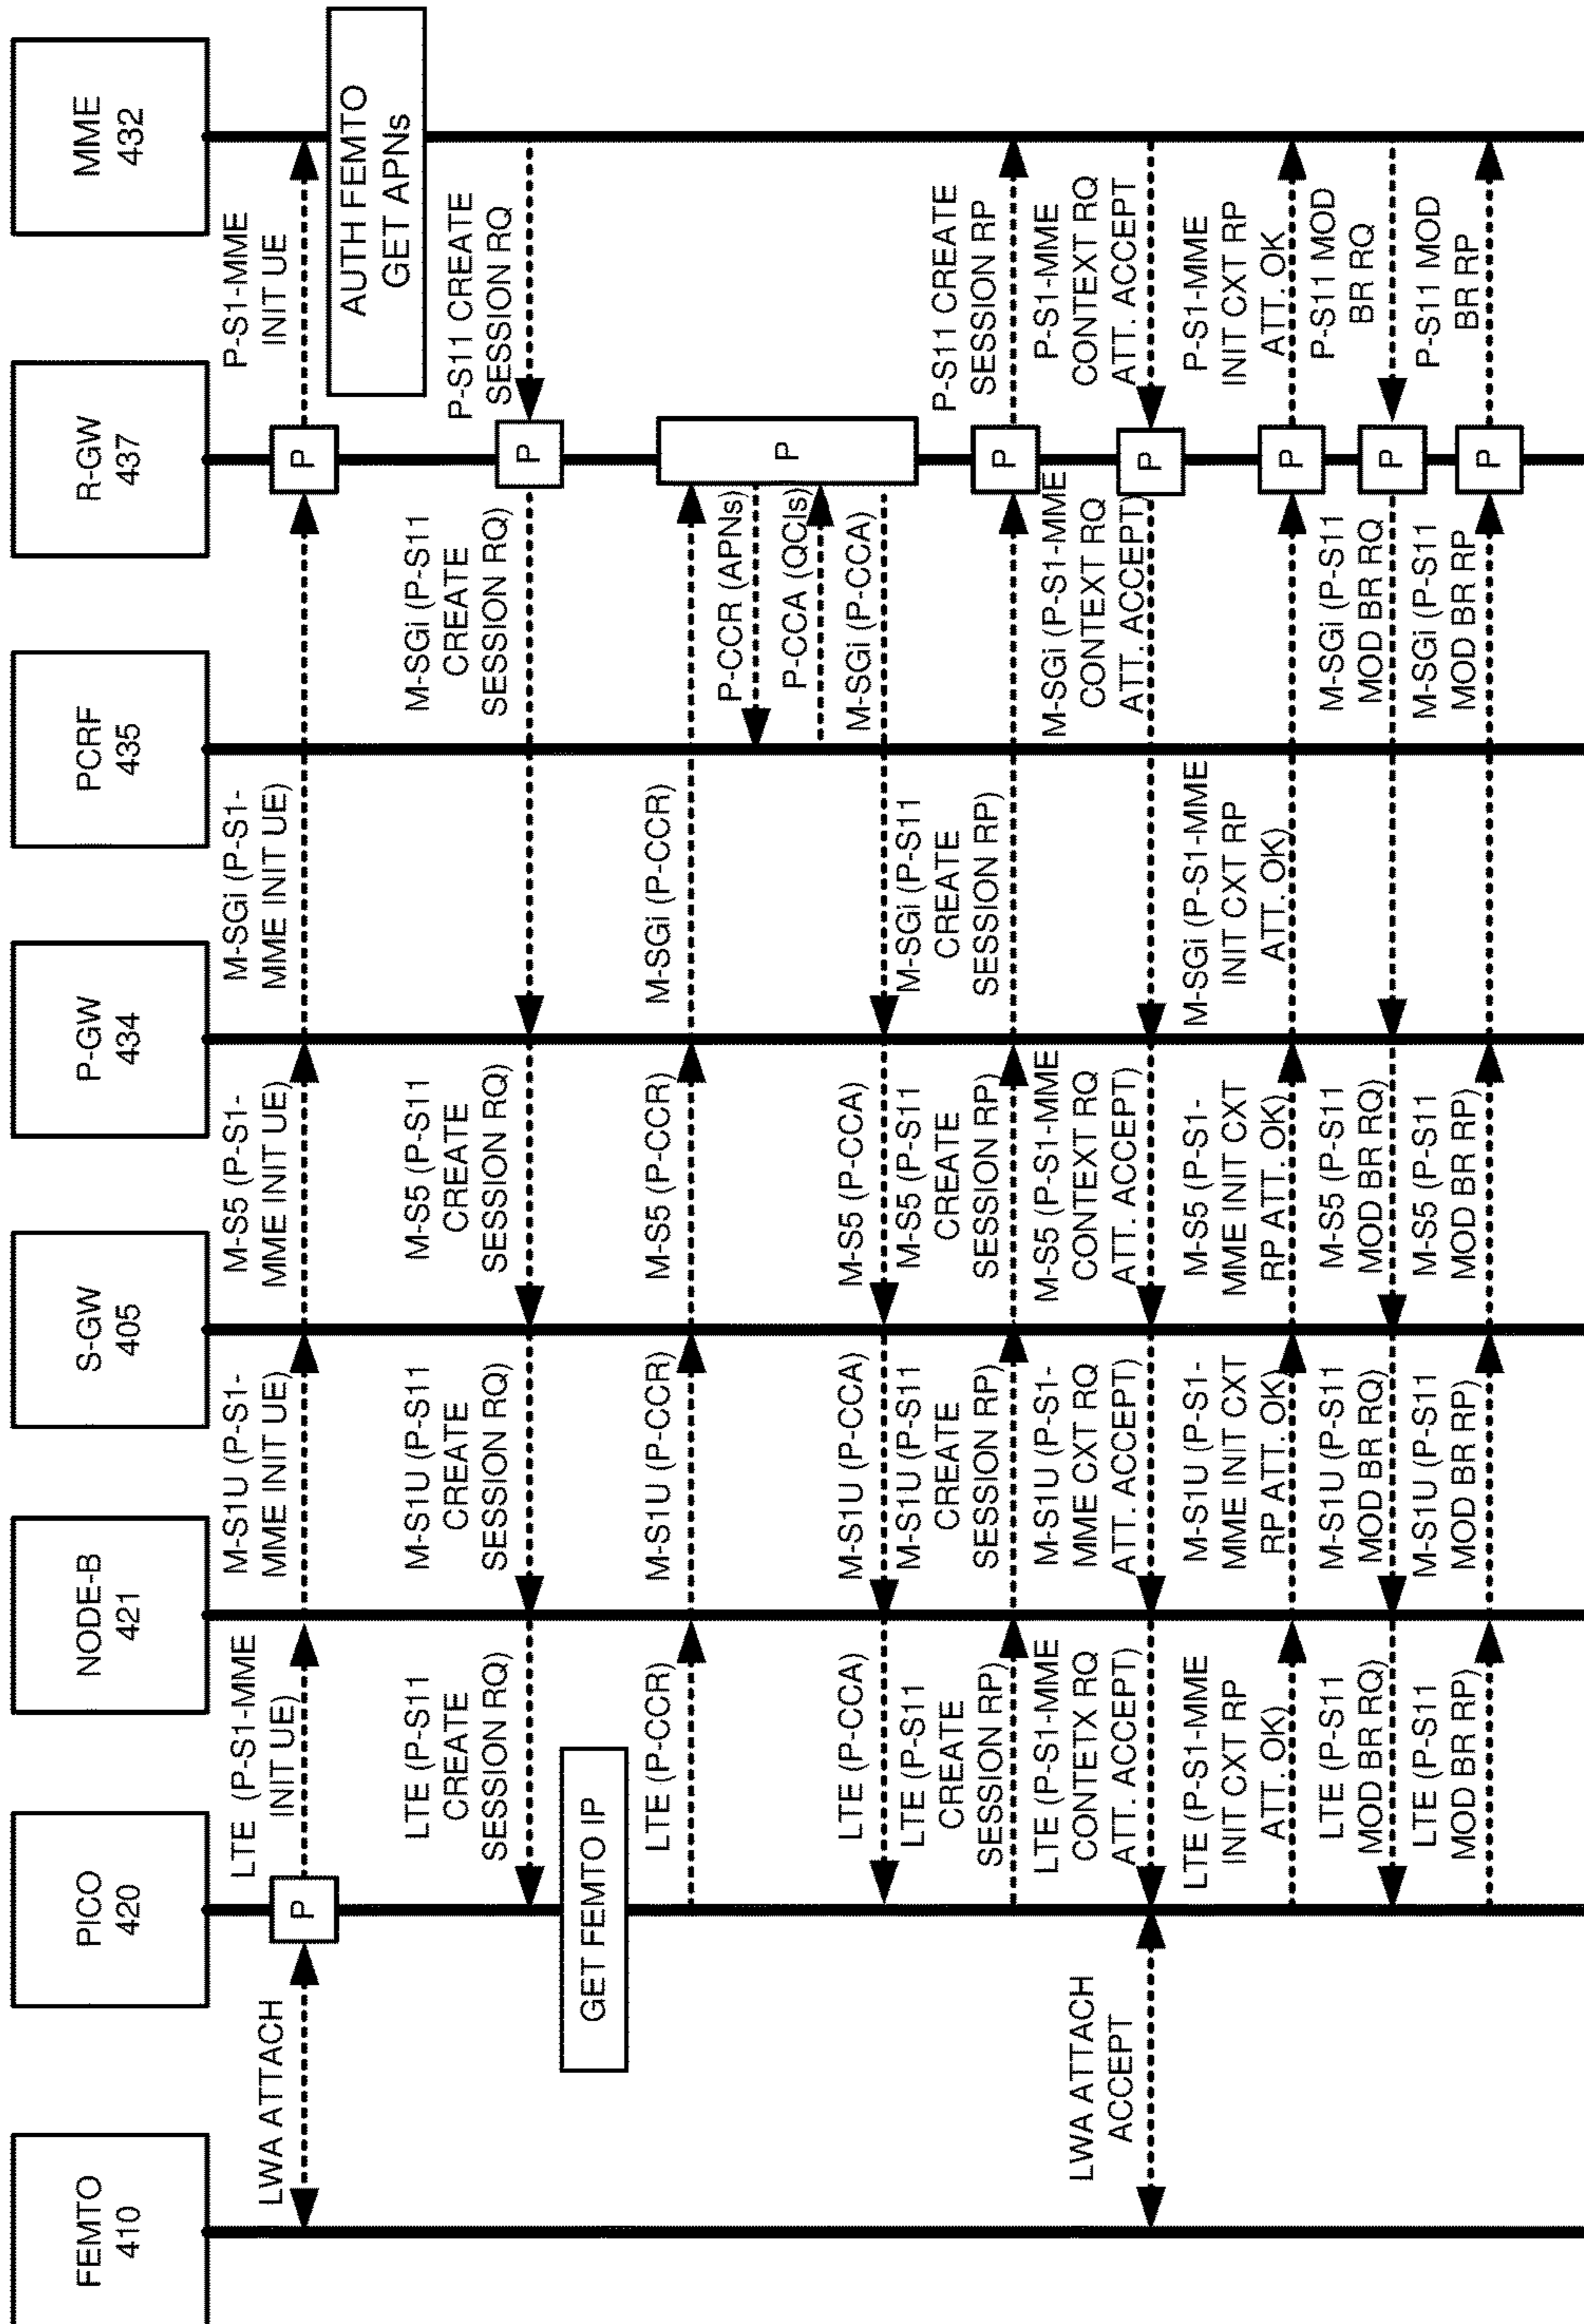 FEMTO
410
PICO
420
NODE-B
421
S-GW
405
P-GW
434
PCRF
435
R-GW
437
MME
432
LWA ATTACH
P
LTE (P-S1-MME
INIT UE)
M-S1U (P-S1-
MME INIT UE)
M-S5 (P-S1-
MME INIT UE)
M-SGi (P-S1-
MME INIT UE)
P
P-S1-MME
INIT UE
AUTH FEMTO
GET APNs
LTE (P-S11
CREATE
SESSION RQ)
M-S1U (P-S11
CREATE
SESSION RQ)
M-S5 (P-S11
CREATE
SESSION RQ)
M-SGi (P-S11
CREATE
SESSION RQ)
P
P-S11 CREATE
SESSION RQ
GET FEMTO IP
LTE (P-CCR)
M-S1U (P-CCR)
M-S5 (P-CCR)
M-SGi (P-CCR)
P
P-CCR (APNs)
P-CCA (QCIs)
LTE (P-CCA)
M-S1U (P-CCA)
M-S5 (P-CCA)
M-SGi (P-CCA)
LTE (P-S11
CREATE
SESSION RP)
M-S1U (P-S11
CREATE
SESSION RP)
M-S5 (P-S11
CREATE
SESSION RP)
M-SGi (P-S11
CREATE
SESSION RP)
P
P-S11 CREATE
SESSION RP
LWA ATTACH
ACCEPT
LTE (P-S1-MME
CONTETX RQ
ATT. ACCEPT)
M-S1U (P-S1-
MME CXT RQ
ATT. ACCEPT)
M-S5 (P-S1-MME
CONTEXT RQ
ATT. ACCEPT)
M-SGi (P-S1-MME
CONTEXT RQ
ATT. ACCEPT)
P
P-S1-MME
CONTEXT RQ
ATT. ACCEPT
LTE (P-S1-MME
INIT CXT RP
ATT. OK)
M-S1U (P-S1-
MME INIT CXT
RP ATT. OK)
M-S5 (P-S1-
MME INIT CXT
RP ATT. OK)
M-SGi (P-S1-MME
INIT CXT RP
ATT. OK)
P
P-S1-MME
INIT CXT RP
ATT. OK
LTE (P-S11
MOD BR RQ)
M-S1U (P-S11
MOD BR RQ)
M-S5 (P-S11
MOD BR RQ)
M-SGi (P-S11
MOD BR RQ
P
P-S11 MOD
BR RQ
LTE (P-S11
MOD BR RP)
M-S1U (P-S11
MOD BR RP)
M-S5 (P-S11
MOD BR RP)
M-SGi (P-S11
MOD BR RP
P
P-S11 MOD
BR RP